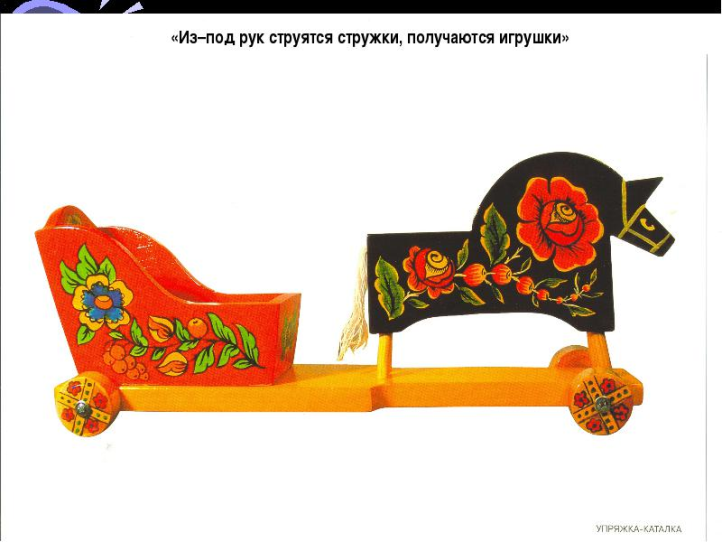 «Из–под рук струятся стружки, получаются игрушки»
УПРЯЖКА-КАТАЛКА